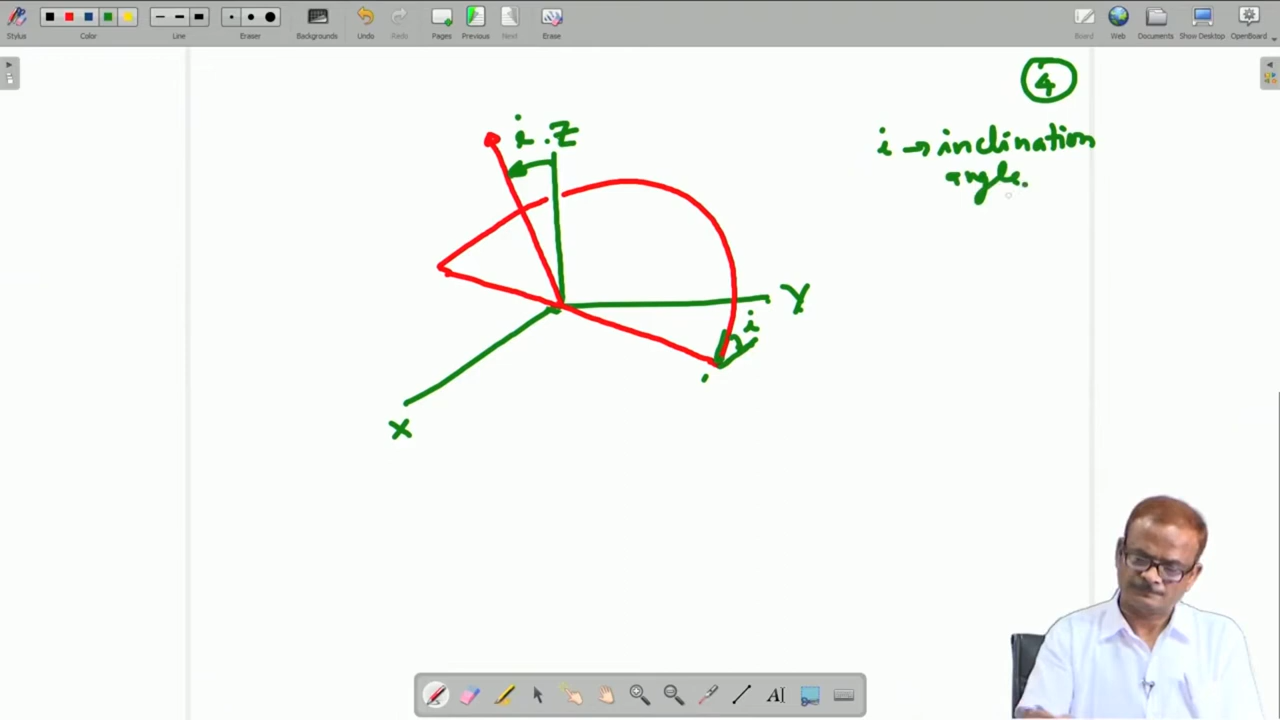 Stylus
Color
Line
Eraser
Backgrounds
Undo
Redo
Pages
Previous
Next
Erase
Board
Web
Documents
Show Desktop
OpenBoard
4
i → inclination
angle.
i
Z
Y
i
X